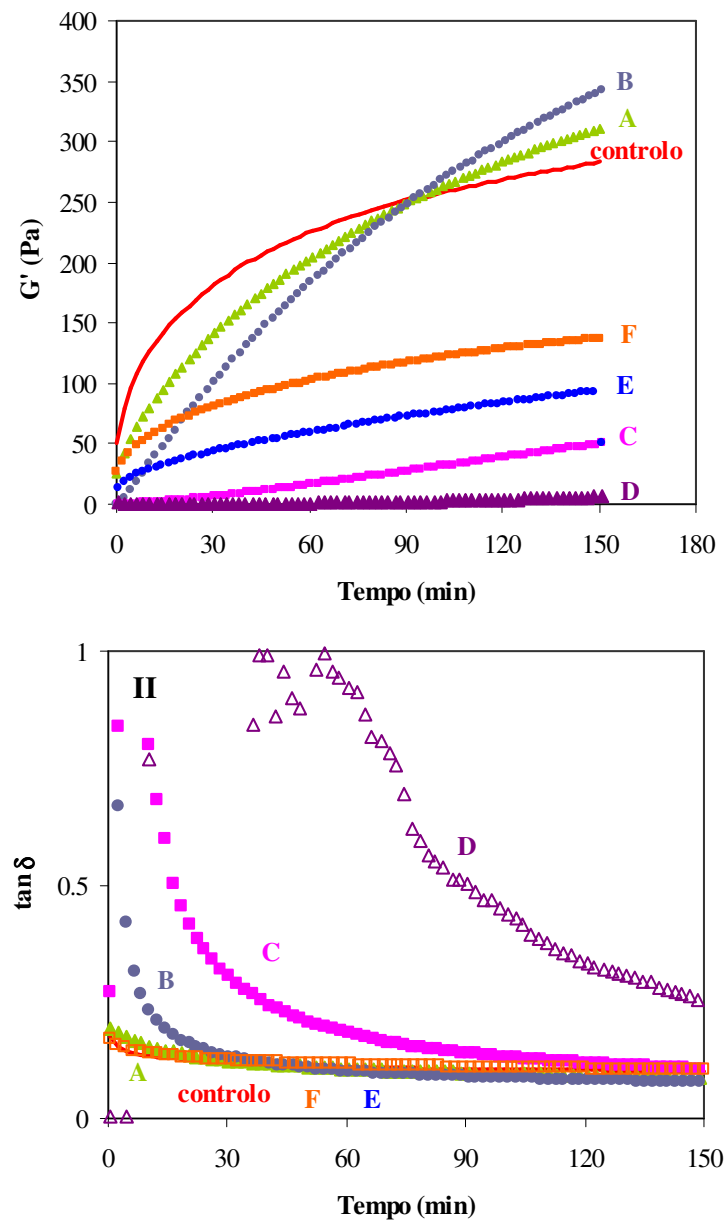 400
350
300
250
200
150
100
50
0
G' (Pa)
B
A
controlo
F
E
C
D
0 30 60 90 120 150 180
Tempo (min)
1
0.5
0
tan δ
II
D
C
B
A
controlo
F E
0 30 60 90 120 150
Tempo (min)